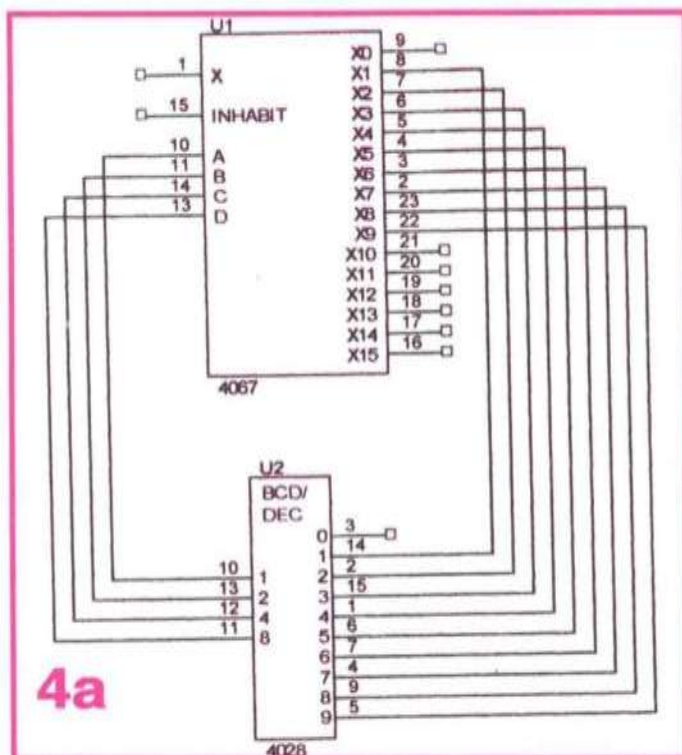 U1
1 X
15 INHABIT
10 A
11 B
14 C
13 D
X0 9
X1 8
X2 7
X3 6
X4 5
X5 4
X6 3
X7 2
X8 23
X9 22
X10 21
X11 20
X12 19
X13 18
X14 17
X15 16
4067
U2
BCD/
DEC
10 1
13 2
12 4
11 8
0 3
1 14
2 2
3 15
4 1
5 6
6 7
7 4
8 9
9 5
4028
4a